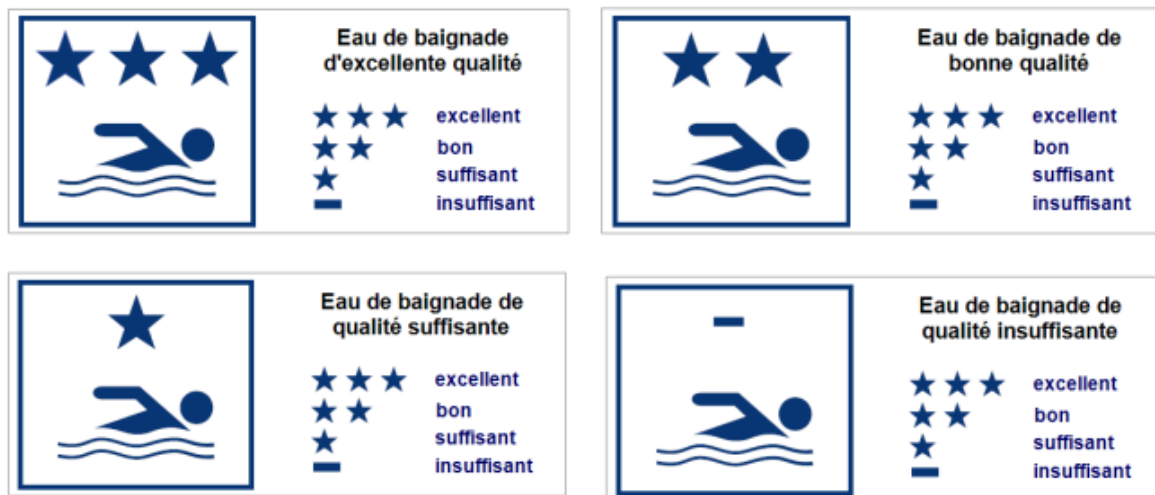 Eau de baignade
d'excellente qualité
excellent
bon
suffisant
insuffisant
Eau de baignade de
bonne qualité
excellent
bon
suffisant
insuffisant
Eau de baignade de
qualité suffisante
excellent
bon
suffisant
insuffisant
Eau de baignade de
qualité insuffisante
excellent
bon
suffisant
insuffisant